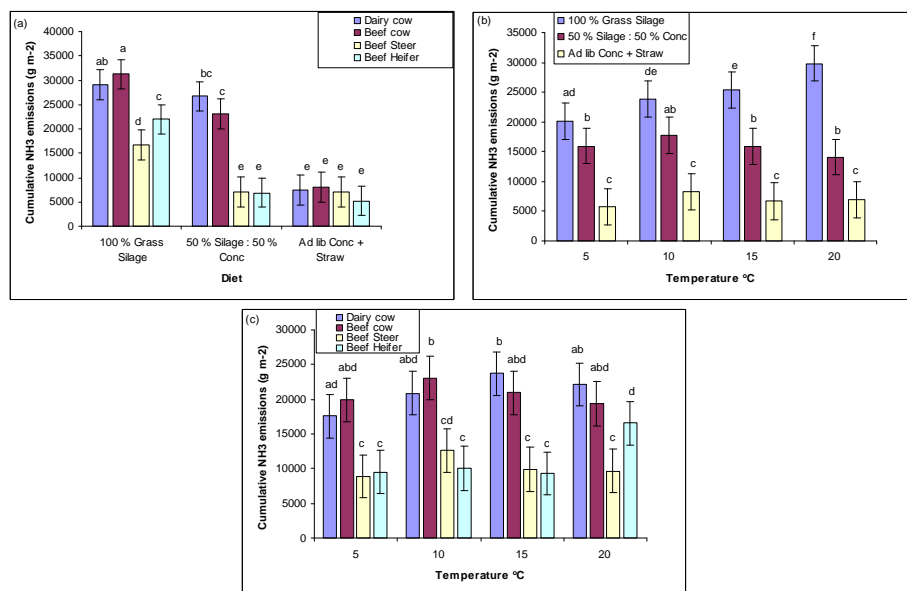 (a)
Dairy cow
Beef cow
Beef Steer
Beef Heifer
Cumulative NH3 emissions (g m-2)
35000
30000
25000
20000
15000
10000
5000
0
ab a d c
bc c e e
e e e e
100 % Grass Silage
50 % Silage : 50 % Conc
Ad lib Conc + Straw
Diet
(b)
100 % Grass Silage
50 % Silage : 50 % Conc
Ad lib Conc + Straw
Cumulative NH3 emissions (g m-2)
35000
30000
25000
20000
15000
10000
5000
0
ad b c
de ab c
e b c
f b c
5 10 15 20
Temperature ºC
(c)
Dairy cow
Beef cow
Beef Steer
Beef Heifer
Cumulative NH3 emissions (g m-2)
30000
25000
20000
15000
10000
5000
0
ad abd c c
abd b cd c
b abd c c
ab abd c d
5 10 15 20
Temperature ºC